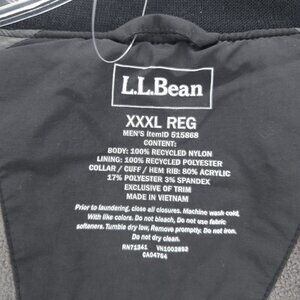 L.L.Bean
XXXL REG
MEN'S ItemID 515868
CONTENT:
BODY: 100% RECYCLED NYLON
LINING: 100% RECYCLED POLYESTER
COLLAR / CUFF / HEM RIB: 80% ACRYLIC
17% POLYESTER 3% SPANDEX
EXCLUSIVE OF TRIM
MADE IN VIETNAM
Prior to laundering, close all closures. Machine wash cold.
With like colors. Do not bleach. Do not use fabric
softeners. Tumble dry low. Remove promptly. Do not iron.
Do not dry clean.
RN71341 VN1002692
CA04764